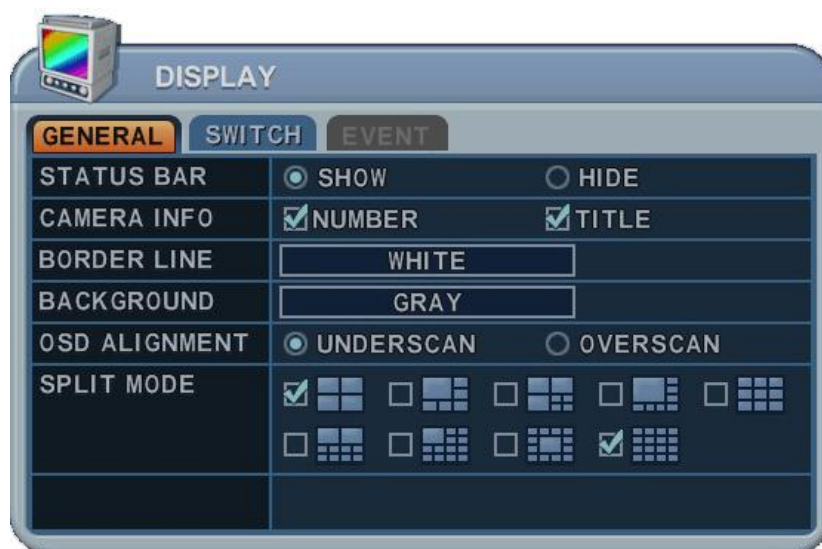 DISPLAY
GENERAL SWITCH EVENT
STATUS BAR SHOW HIDE
CAMERA INFO NUMBER TITLE
BORDER LINE WHITE
BACKGROUND GRAY
OSD ALIGNMENT UNDERSCAN OVERSCAN
SPLIT MODE